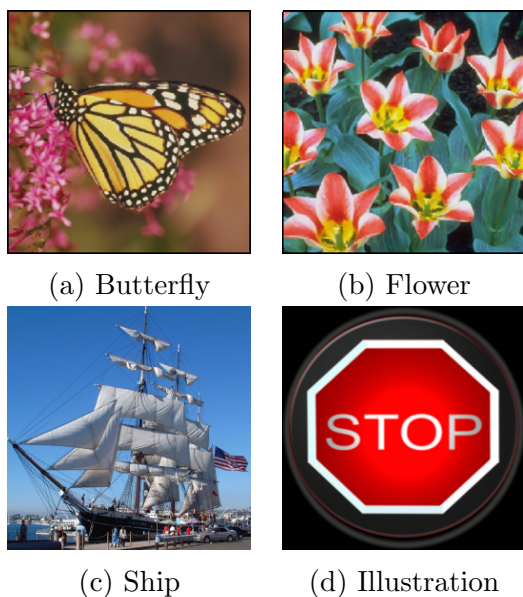 (a) Butterfly
(b) Flower
STOP
(c) Ship
(d) Illustration